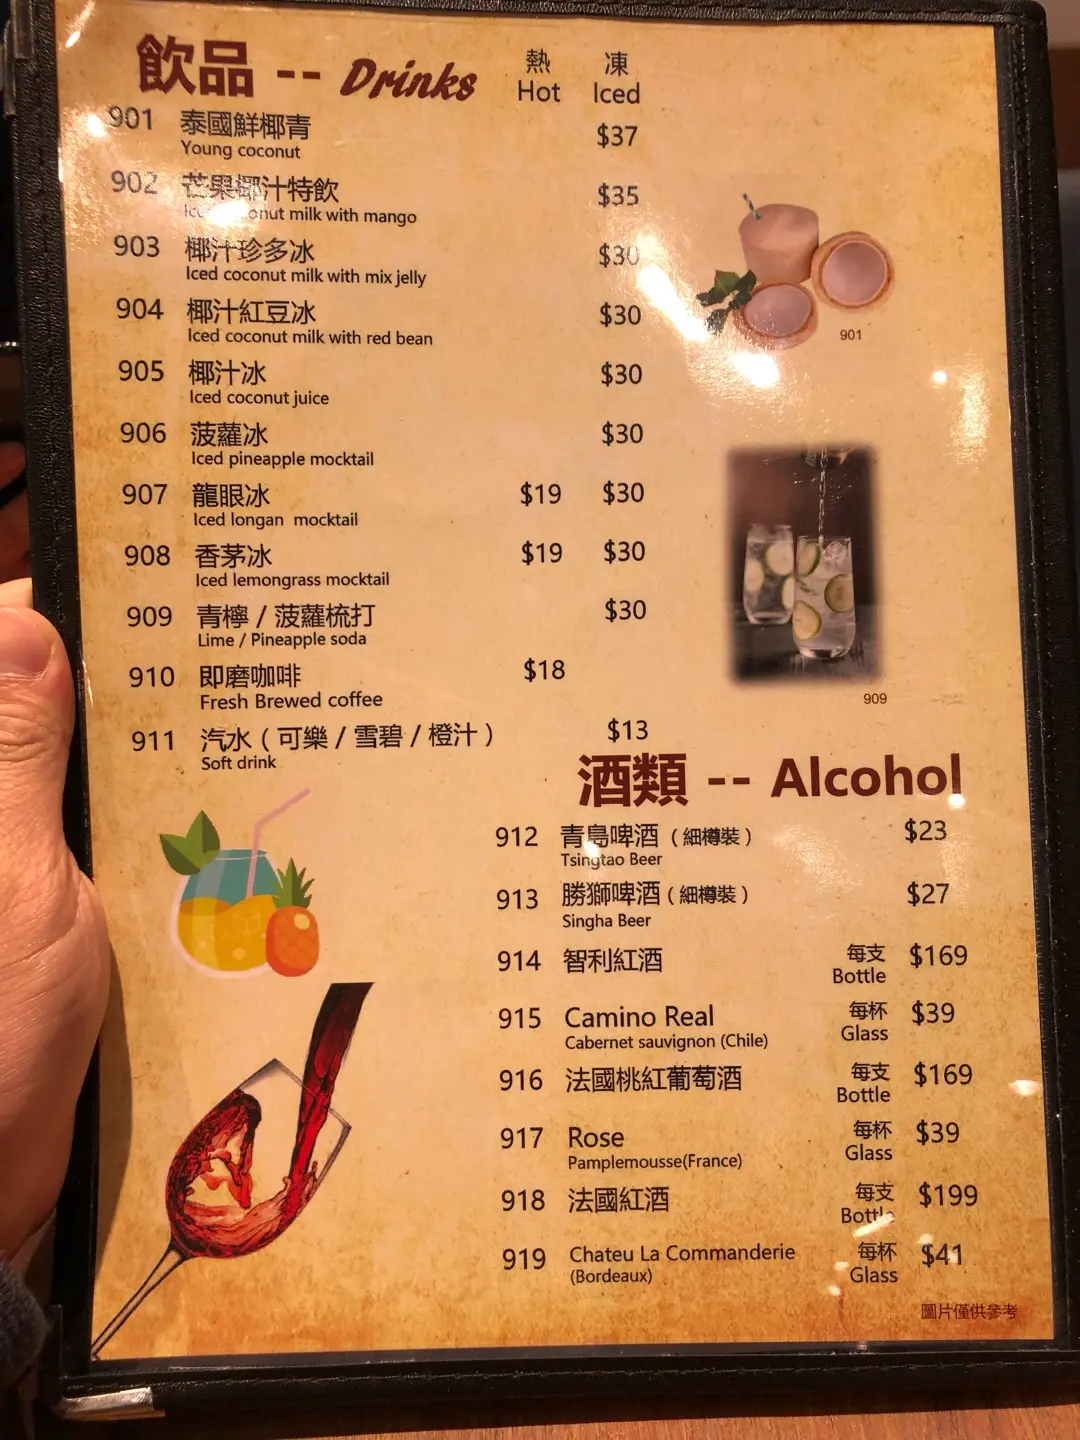 飲品 -- Drinks
熱 凍
Hot Iced
901 泰國鮮椰青 $37
Young coconut
902 芒果椰汁特飲 $35
Iced coconut milk with mango
903 椰汁珍多冰 $30
Iced coconut milk with mix jelly
904 椰汁紅豆冰 $30
Iced coconut milk with red bean
901
905 椰汁冰 $30
Iced coconut juice
906 菠蘿冰 $30
Iced pineapple mocktail
907 龍眼冰 $19 $30
Iced longan mocktail
908 香茅冰 $19 $30
Iced lemongrass mocktail
909 青檸 / 菠蘿梳打 $30
Lime / Pineapple soda
910 即磨咖啡 $18
Fresh Brewed coffee
909
911 汽水 ( 可樂 / 雪碧 / 橙汁 ) $13
Soft drink
酒類 -- Alcohol
912 青島啤酒 ( 細樽裝 ) $23
Tsingtao Beer
913 勝獅啤酒 ( 細樽裝 ) $27
Singha Beer
914 智利紅酒 每支 $169
Bottle
915 Camino Real 每杯 $39
Cabernet sauvignon (Chile) Glass
916 法國桃紅葡萄酒 每支 $169
Bottle
917 Rose 每杯 $39
Pamplemousse(France) Glass
918 法國紅酒 每支 $199
Bottle
919 Chateu La Commanderie 每杯 $41
(Bordeaux) Glass
圖片僅供參考